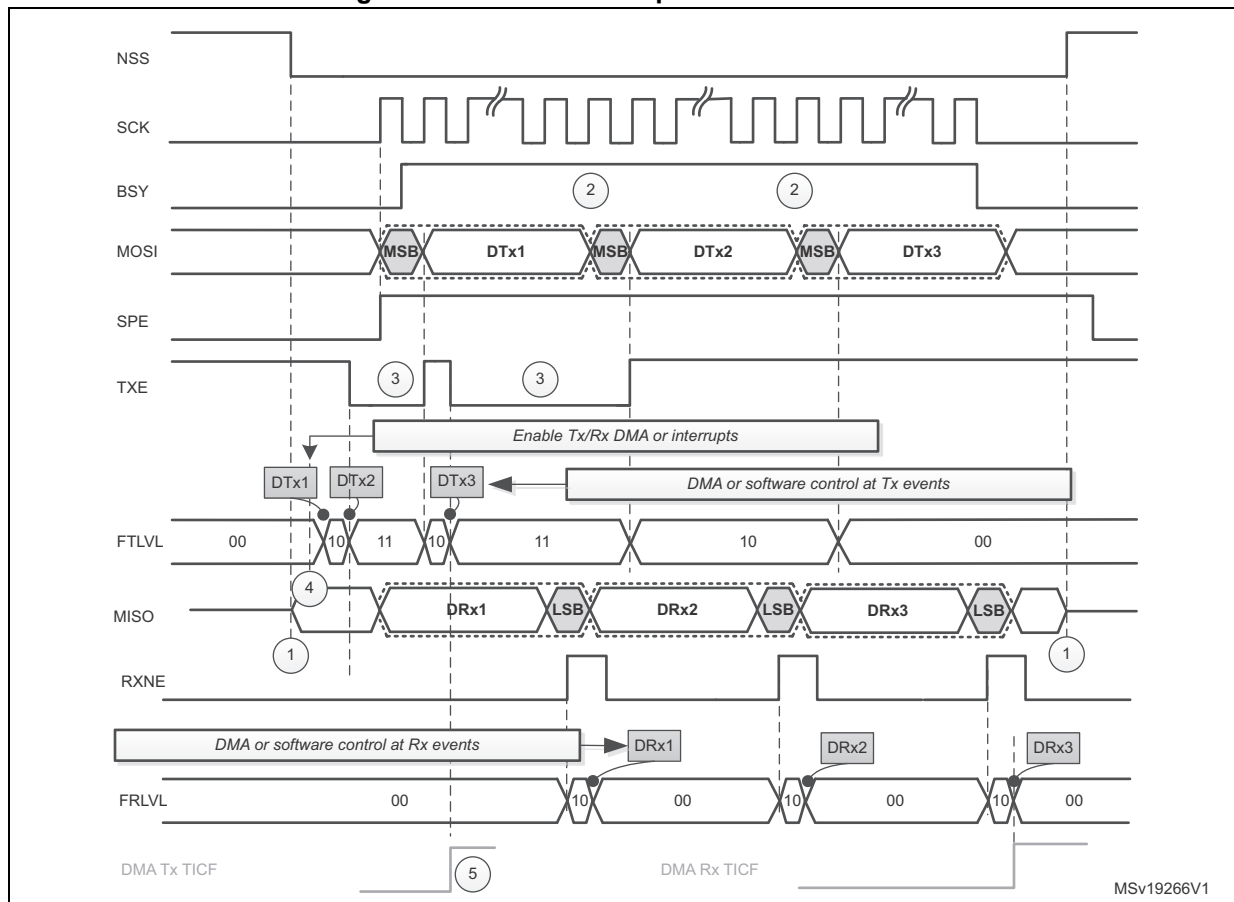 NSS
SCK
BSY
2 2
MOSI
MSB DTx1 MSB DTx2 MSB DTx3
SPE
TXE
3 3
Enable Tx/Rx DMA or interrupts
DTx1 DTx2 DTx3 DMA or software control at Tx events
FTLVL 00 10 11 10 11 10 00
4
MISO DRx1 LSB DRx2 LSB DRx3 LSB
1 1
RXNE
DMA or software control at Rx events DRx1 DRx2 DRx3
FRLVL 00 10 00 10 00 10 00
DMA Tx TICF 5 DMA Rx TICF
MSv19266V1